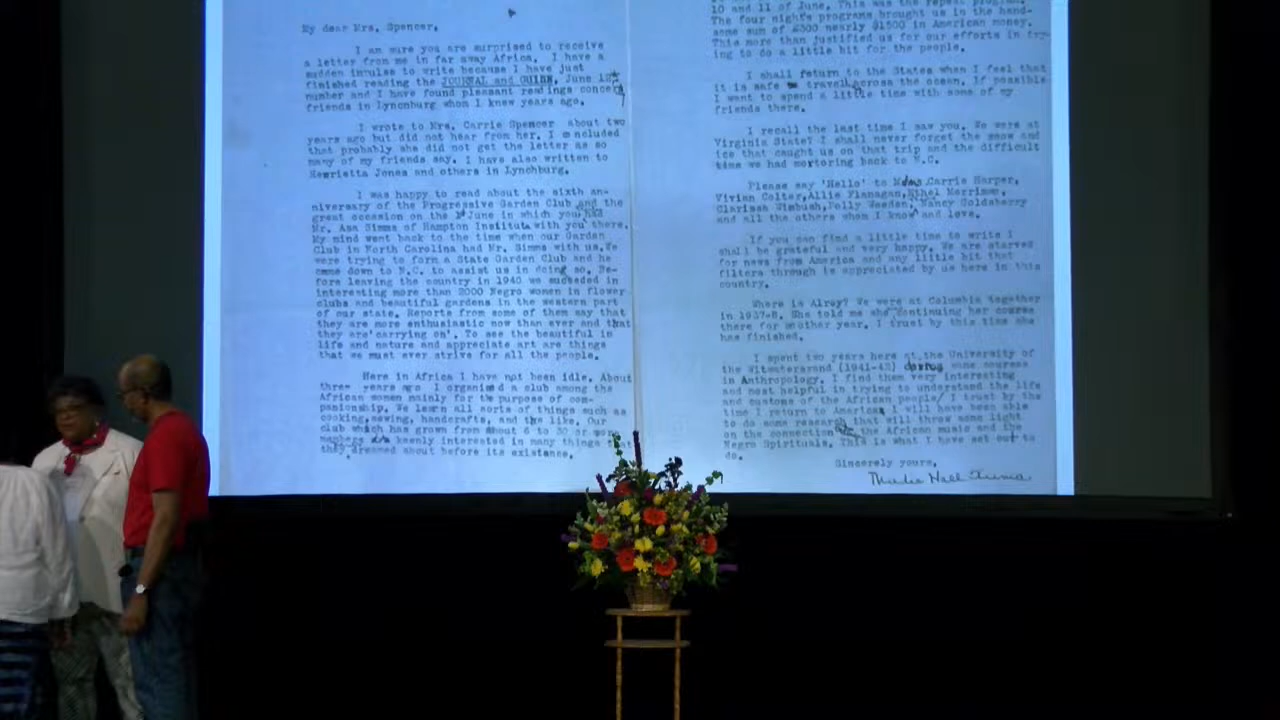 My dear Mrs. Spencer,
I am sure you are surprised to receive
a letter from me in far away Africa. I have a
sudden impulse to write because I have just
finished reading the JOURNAL and GUIDE, June 12
number and I have found pleasant readings concern
friends in Lynchburg whom I knew years ago.
I wrote to Mrs. Carrie Spencer about two
years ago but did not hear from her. I concluded
that probably she did not get the letter as so
many of my friends say. I have also written to
Henrietta Jones and others in Lynchburg.
I was happy to read about the sixth an-
niversary of the Progressive Garden Club and the
great occasion on the June in which you
Mr. Asa Simms of Hampton Institute with you there.
My mind went back to the time when our Garden
Club in North Carolina had Mr. Simms with us. We
were trying to form a State Garden Club and he
came down to N.C. to assist us in doing so. Be-
fore leaving the country in 1940 we succeeded in
interesting more than 2000 Negro women in flower
clubs and beautiful gardens in the western part
of our state. Reports from some of them say that
they are more enthusiastic now than ever and that
they are 'carrying on'. To see the beautiful in
life and nature and appreciate art are things
that we must ever strive for all the people.
Here in Africa I have not been idle. About
three years ago I organised a club among the
African women mainly for the purpose of com-
panionship. We learn all sorts of things such as
cooking, sewing, handcrafts, and the like. Our
club which has grown from about 6 to 30 or more
members keenly interested in many things that
they dreamed about before its existence.
10 and 11 of June. This was the repeat program.
The four night's programs brought us in the hand-
some sum of £300 nearly $1500 in American money.
This more than justified us for our efforts in try-
ing to do a little bit for the people.
I shall return to the States when I feel that
it is safe to travel across the ocean. If possible
I want to spend a little time with some of my
friends there.
I recall the last time I saw you. We were at
Virginia State? I shall never forget the snow and
ice that caught us on that trip and the difficult
time we had mortoring back to N.C.
Please say 'Hello' to Mdms. Carrie Harper,
Vivian Colter, Allie Flanagan, Ethel Merrimon,
Clarissa Wimbush, Polly Weeden, Nancy Goldsberry
and all the others whom I know and love.
If you can find a little time to write I
shall be grateful and very happy. We are starved
for news from America and any little bit that
filters through is appreciated by us here in this
country.
Where is Alroy? We were at Columbia together
in 1937-8. She told me she continuing her course
there for another year. I trust by this time she
has finished.
I spent two years here at the University of
the Witwatersrand (1941-42) doing some courses
in Anthropology. I find them very interesting
and most helpful in trying to understand the life
and customs of the African people/ I trust by the
time I return to America, I will have been able
to do some research that will throw some light
on the connection the African music and the
Negro Spirituals. This is what I have set out to
do.
Sincerely yours,